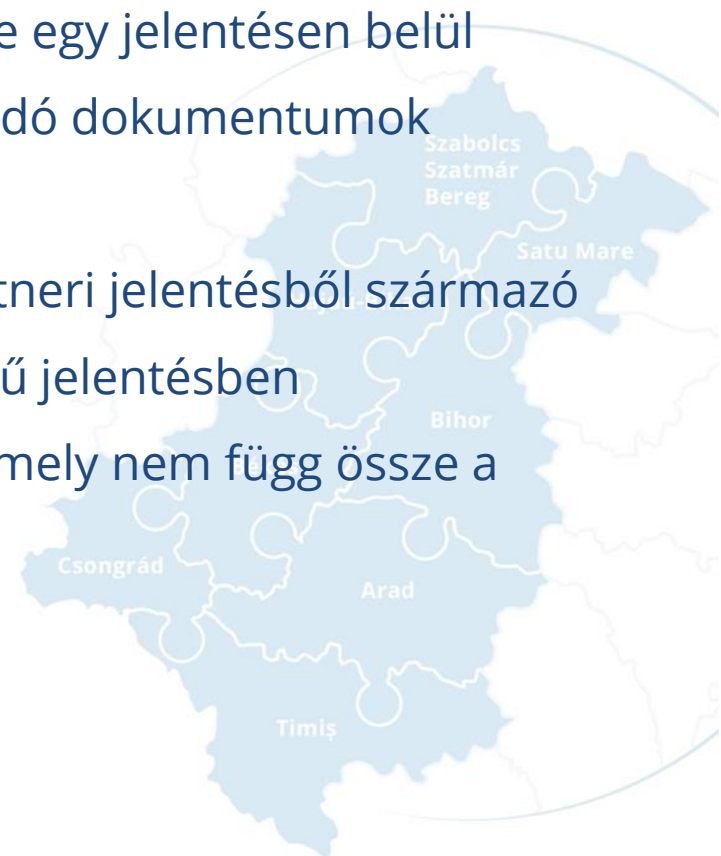 e egy jelentésen belül
dó dokumentumok
Szabolcs
Szatmár
Bereg
Satu Mare
tneri jelentésből származó
ű jelentésben
Bihor
mely nem függ össze a
Csongrád
Arad
Timiș